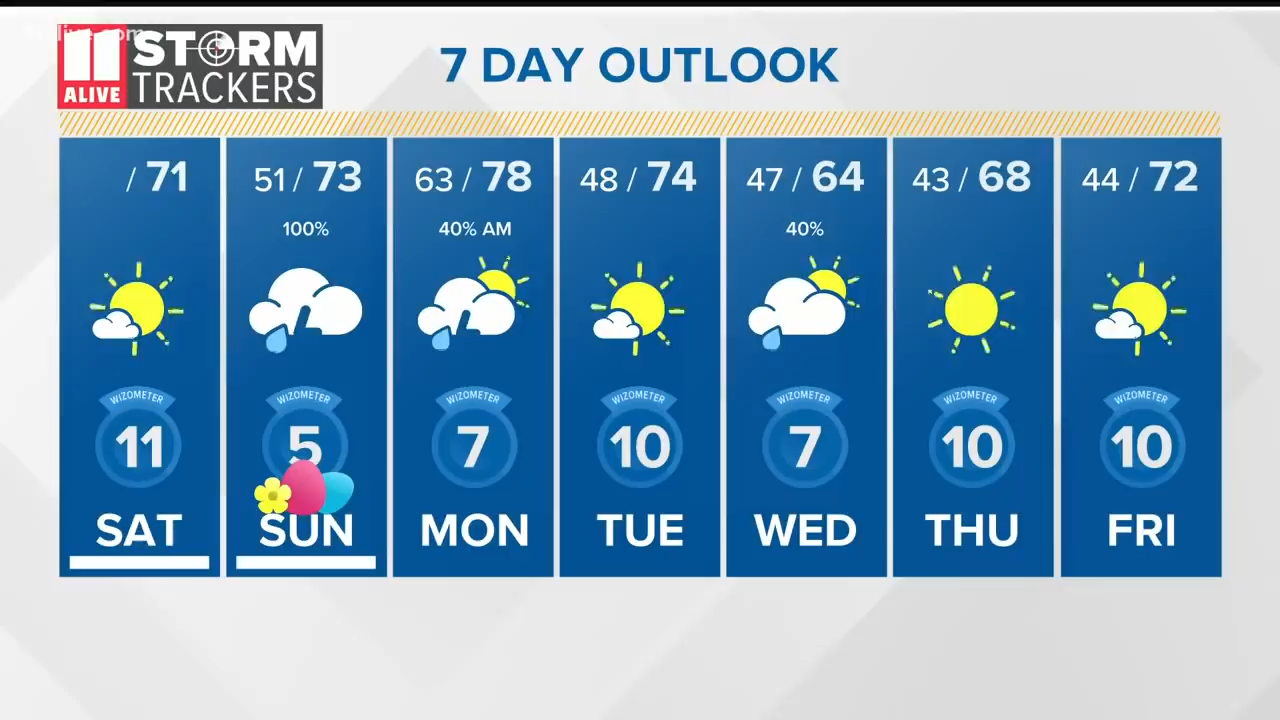 11
ALIVE
STORM
TRACKERS
7 DAY OUTLOOK
/ 71
51 / 73
63 / 78
48 / 74
47 / 64
43 / 68
44 / 72
100%
40% AM
40%
WIZOMETER
WIZOMETER
WIZOMETER
WIZOMETER
WIZOMETER
WIZOMETER
WIZOMETER
11
5
7
10
7
10
10
SAT
SUN
MON
TUE
WED
THU
FRI